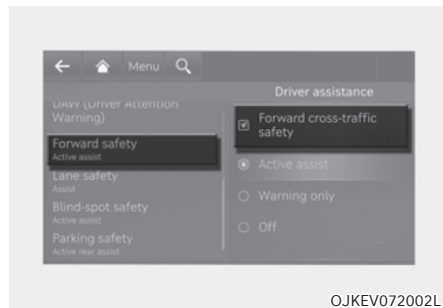 Menu
Driver assistance
DAW (Driver Attention
Warning)
Forward safety
Active assist
Lane safety
Assist
Blind-spot safety
Active assist
Parking safety
Active rear assist
Forward cross-traffic
safety
Active assist
Warning only
Off
OJKEV072002L